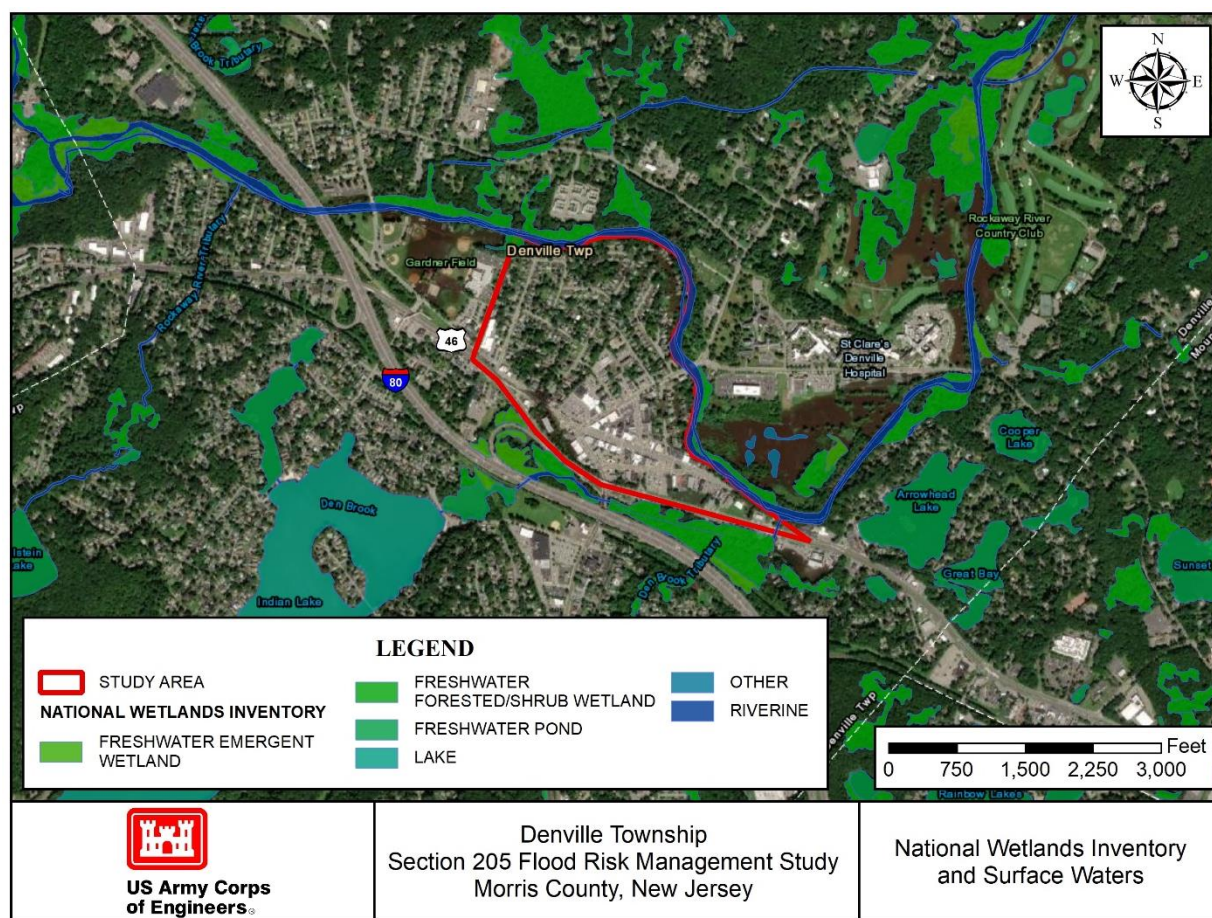 Brook Tributary
N
W
E
S
Rockaway River Tributary
Gardner Field
Denville Twp
Rockaway River
Country Club
46
80
St Clare's
Denville
Hospital
Denville
Cooper
Lake
Arrowhead
Lake
Great Bay
Sunset
Den Brook
Indian Lake
Lake
Den Brook Tributary
Rainbow Lakes
LEGEND
STUDY AREA
NATIONAL WETLANDS INVENTORY
FRESHWATER EMERGENT
WETLAND
FRESHWATER
FORESTED/SHRUB WETLAND
FRESHWATER POND
LAKE
OTHER
RIVERINE
Feet
0 750 1,500 2,250 3,000
US Army Corps
of Engineers®
Denville Township
Section 205 Flood Risk Management Study
Morris County, New Jersey
National Wetlands Inventory
and Surface Waters